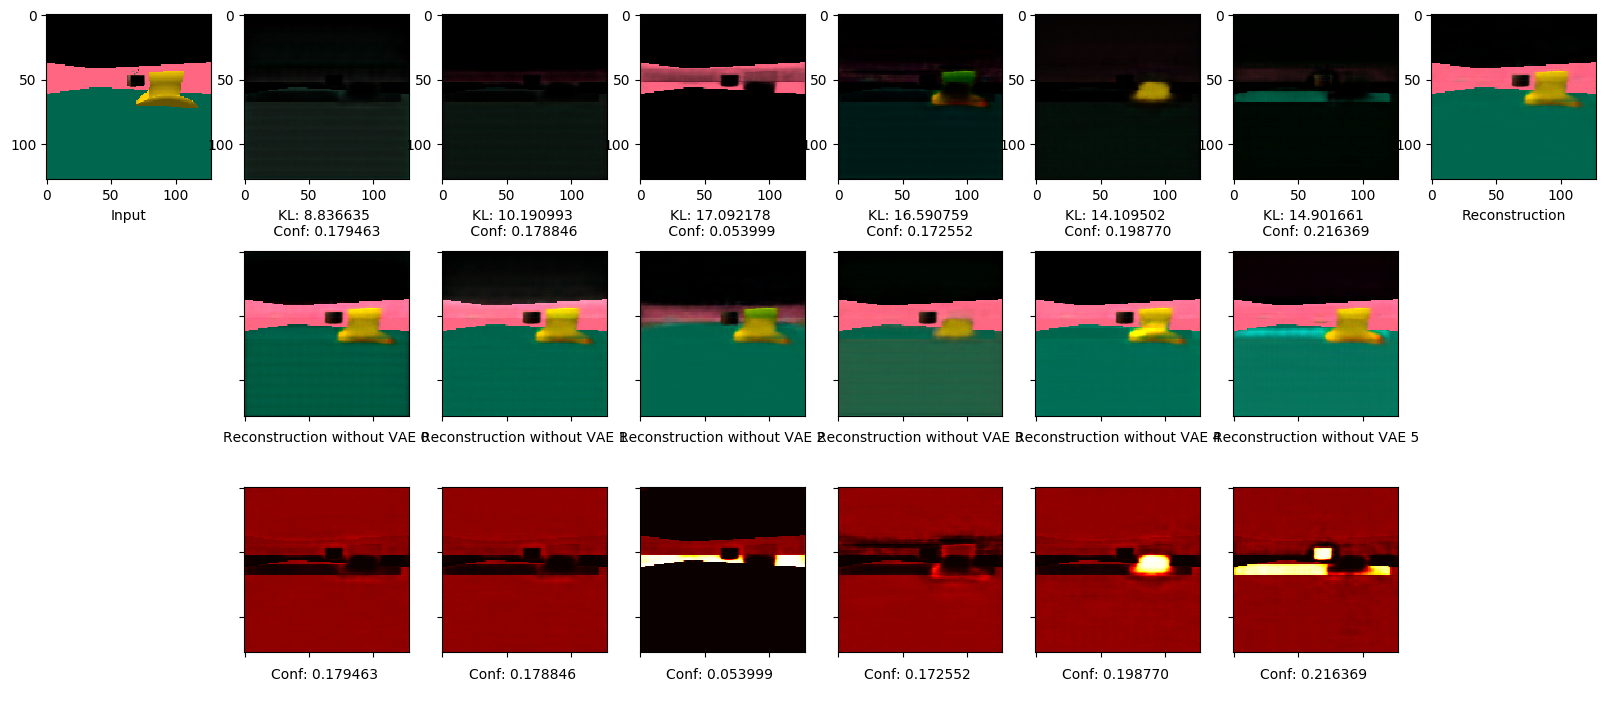 0
50
100
0 50 100
Input
100
0 50 100
KL: 8.836635
Conf: 0.179463
0
50
100
0 50 100
KL: 10.190993
Conf: 0.178846
0
50
100
0 50 100
KL: 17.092178
Conf: 0.053999
0
50
100
0 50 100
KL: 16.590759
Conf: 0.172552
0
50
100
0 50 100
KL: 14.109502
Conf: 0.198770
0
50
100
0 50 100
KL: 14.901661
Conf: 0.216369
0
50
100
0 50 100
Reconstruction
0
50
Reconstruction without VAE 0
Reconstruction without VAE 1
Reconstruction without VAE 2
Reconstruction without VAE 3
Reconstruction without VAE 4
Reconstruction without VAE 5
Conf: 0.179463
Conf: 0.178846
Conf: 0.053999
Conf: 0.172552
Conf: 0.198770
Conf: 0.216369